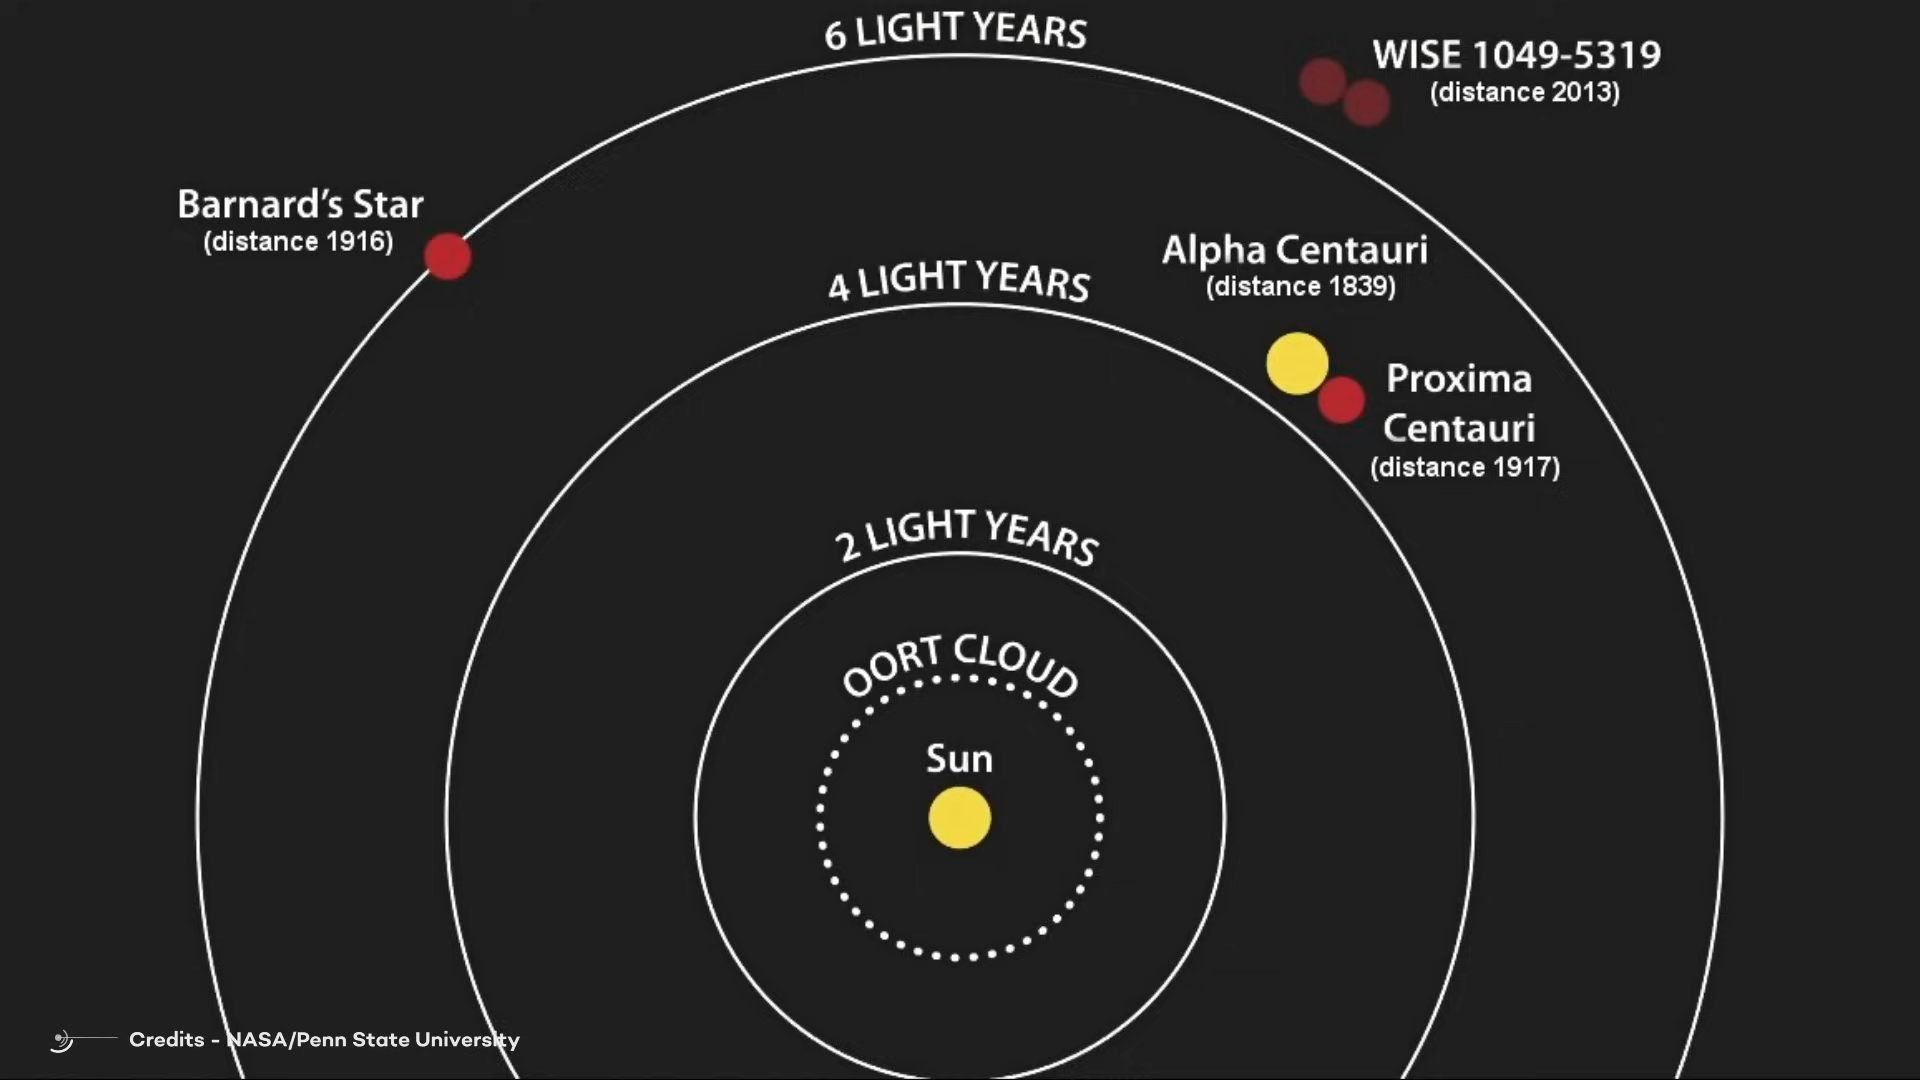 6 LIGHT YEARS
WISE 1049-5319
(distance 2013)
Barnard’s Star
(distance 1916)
Alpha Centauri
(distance 1839)
4 LIGHT YEARS
Proxima
Centauri
(distance 1917)
2 LIGHT YEARS
OORT CLOUD
Sun
Credits - NASA/Penn State University